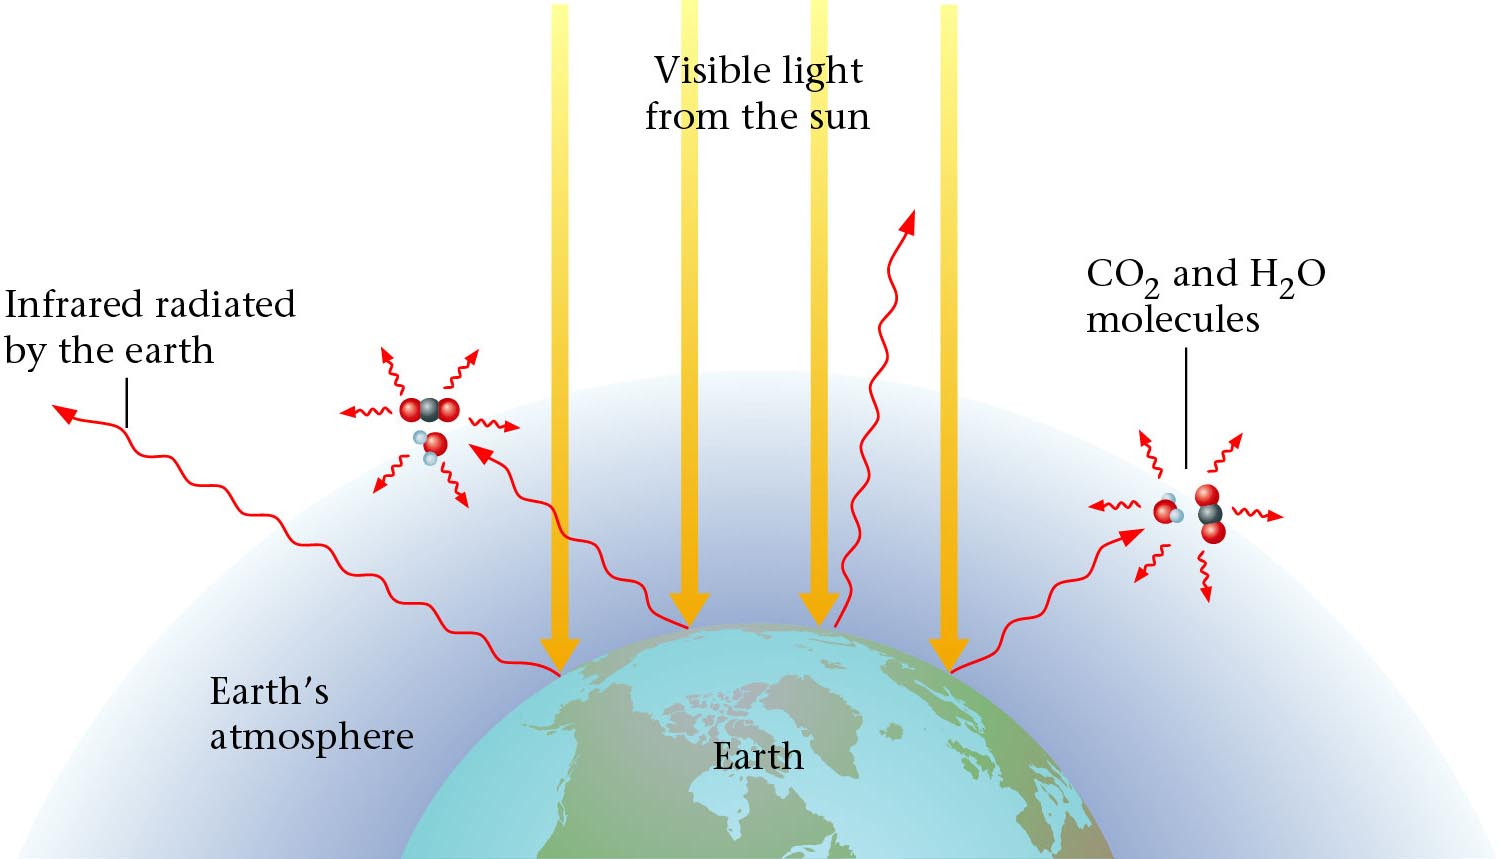 Visible light
from the sun
Infrared radiated
by the earth
CO₂ and H₂O
molecules
Earth's
atmosphere
Earth